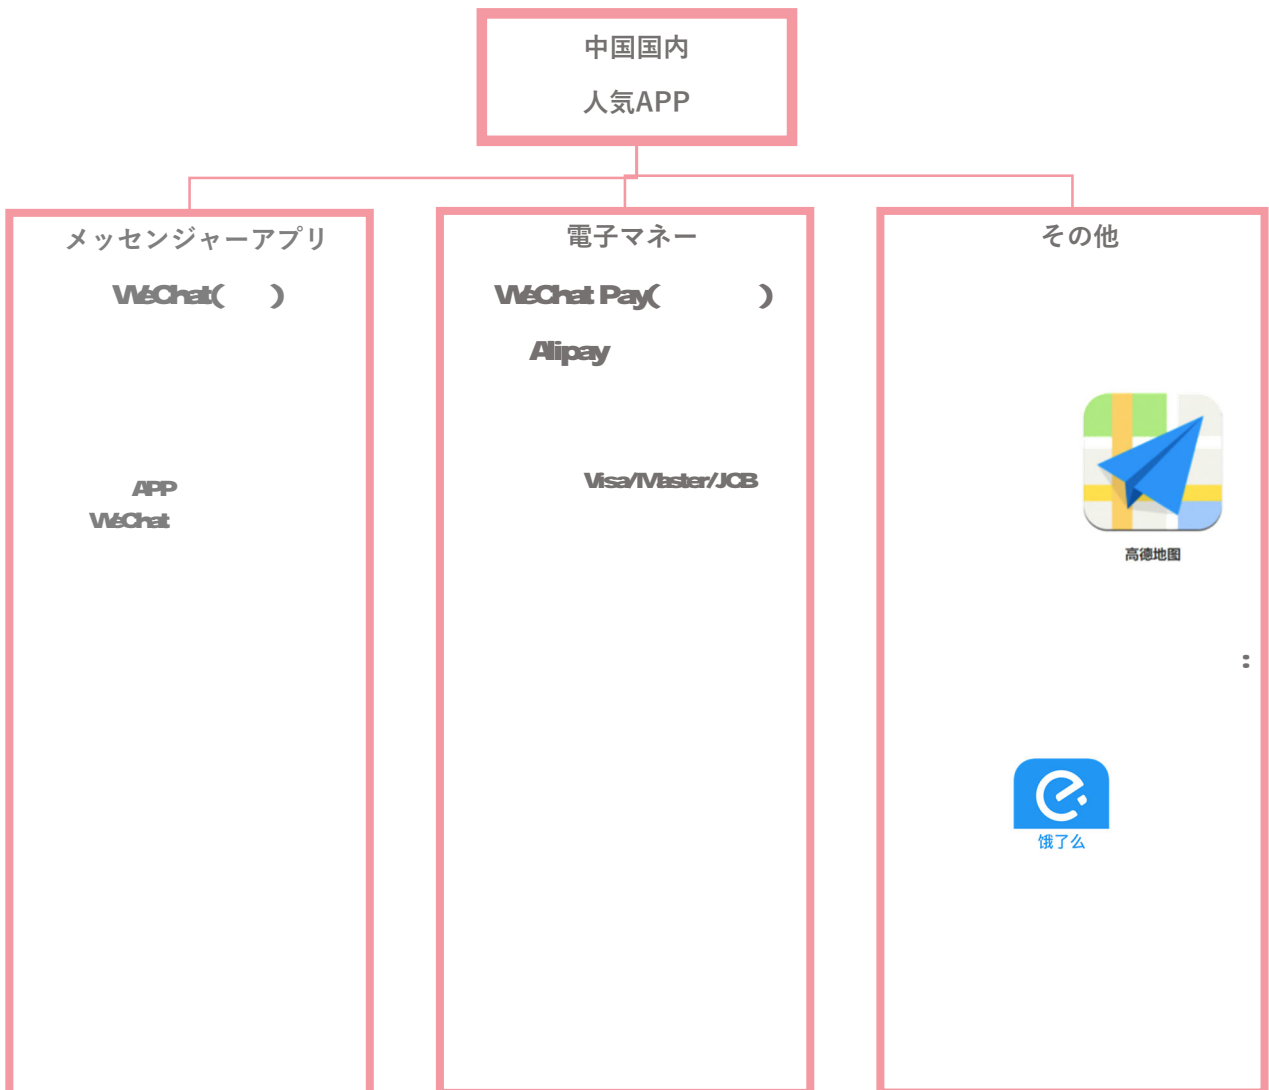 中国国内
人気APP
メッセンジャーアプリ
WeChat( )
APP
WeChat
電子マネー
WeChat Pay( )
Alipay
Visa/Master/JCB
その他
高德地图
:
饿了么